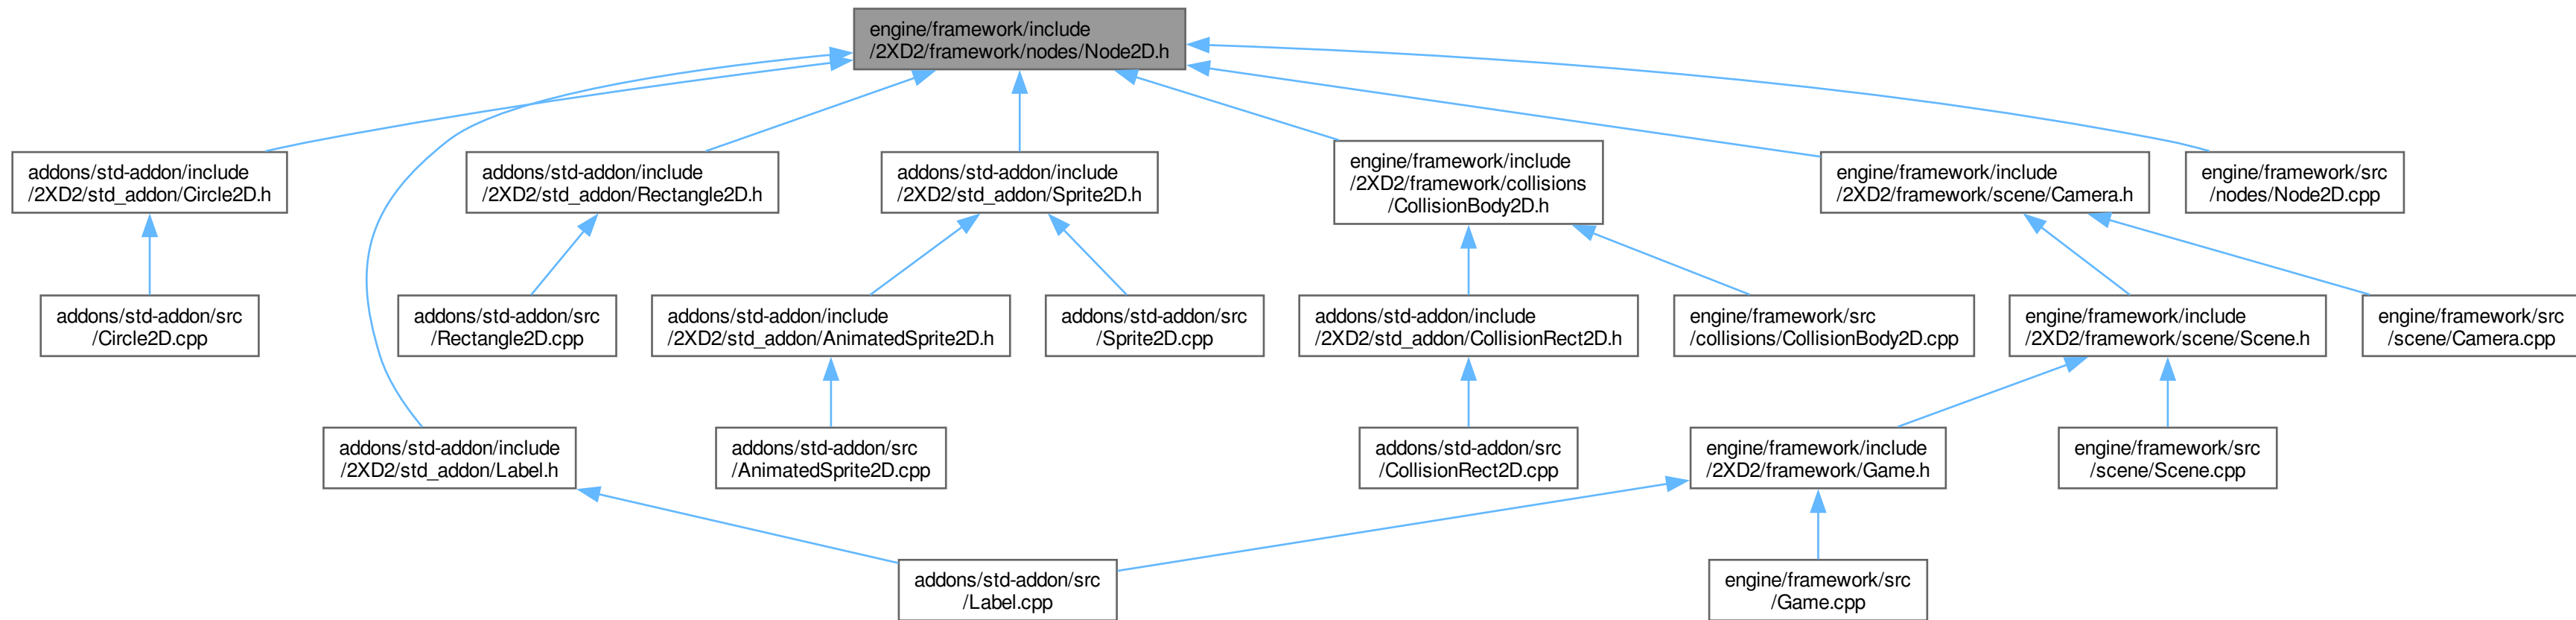 engine/framework/include
/2XD2/framework/nodes/Node2D.h
addons/std-addon/include
/2XD2/std_addon/Circle2D.h
addons/std-addon/include
/2XD2/std_addon/Rectangle2D.h
addons/std-addon/include
/2XD2/std_addon/Sprite2D.h
engine/framework/include
/2XD2/framework/collisions
/CollisionBody2D.h
engine/framework/include
/2XD2/framework/scene/Camera.h
engine/framework/src
/nodes/Node2D.cpp
addons/std-addon/src
/Circle2D.cpp
addons/std-addon/src
/Rectangle2D.cpp
addons/std-addon/include
/2XD2/std_addon/AnimatedSprite2D.h
addons/std-addon/src
/Sprite2D.cpp
addons/std-addon/include
/2XD2/std_addon/CollisionRect2D.h
engine/framework/src
/collisions/CollisionBody2D.cpp
engine/framework/include
/2XD2/framework/scene/Scene.h
engine/framework/src
/scene/Camera.cpp
addons/std-addon/include
/2XD2/std_addon/Label.h
addons/std-addon/src
/AnimatedSprite2D.cpp
addons/std-addon/src
/CollisionRect2D.cpp
engine/framework/include
/2XD2/framework/Game.h
engine/framework/src
/scene/Scene.cpp
addons/std-addon/src
/Label.cpp
engine/framework/src
/Game.cpp